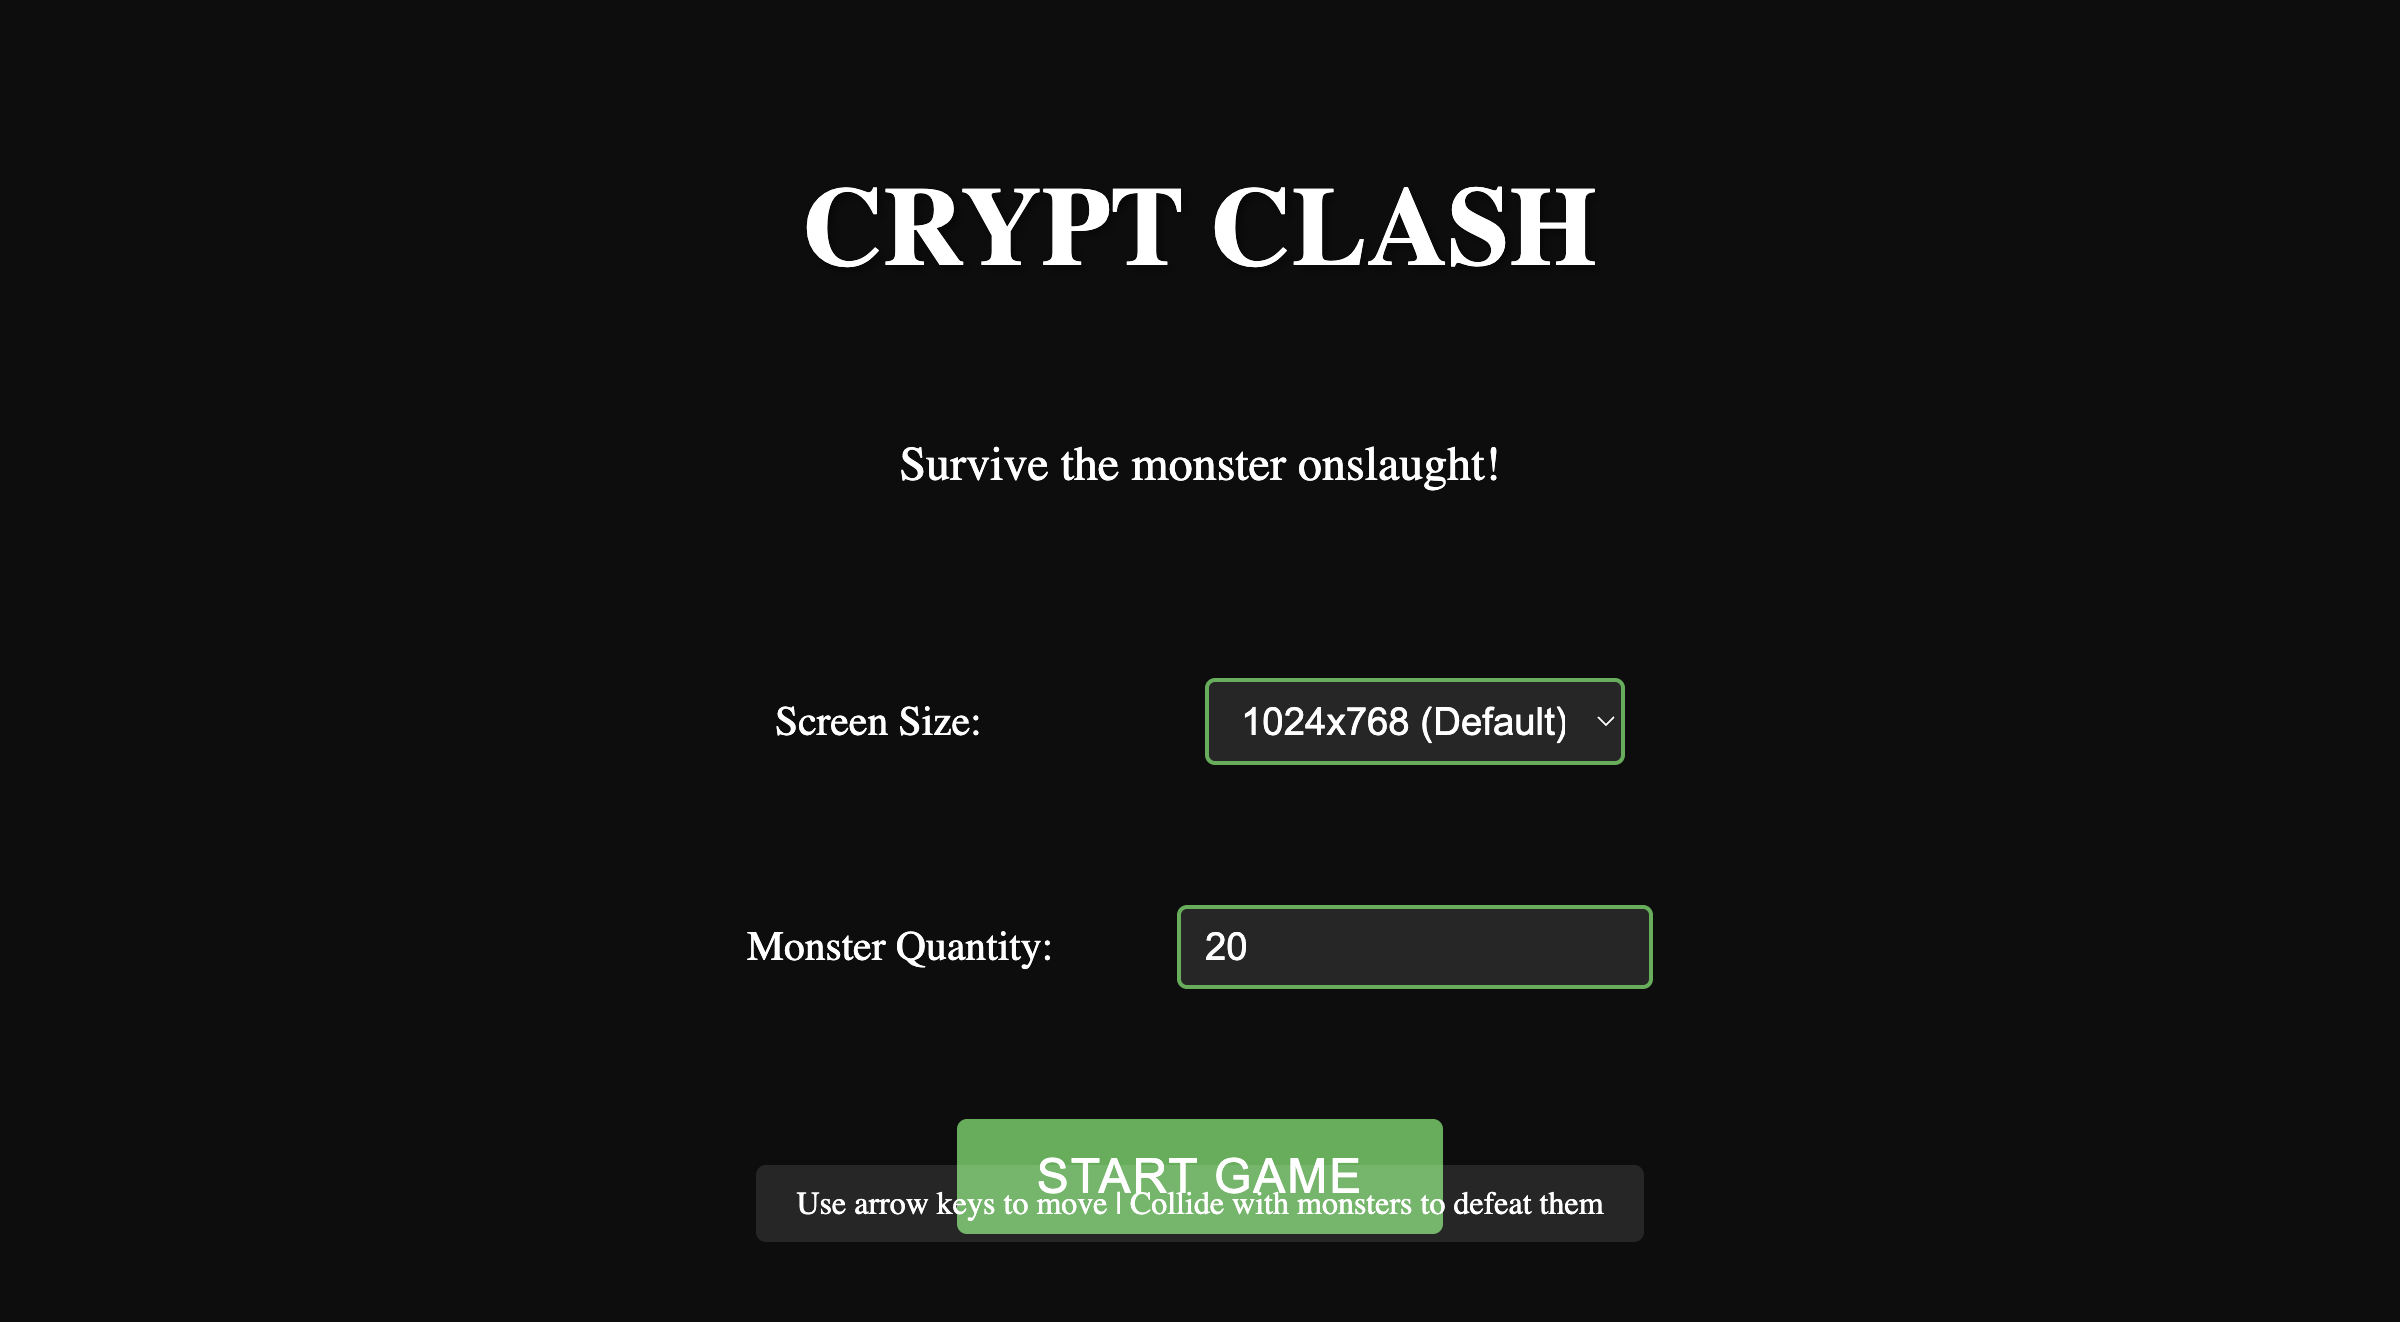 CRYPT CLASH
Survive the monster onslaught!
Screen Size: 1024x768 (Default)
Monster Quantity: 20
START GAME
Use arrow keys to move | Collide with monsters to defeat them